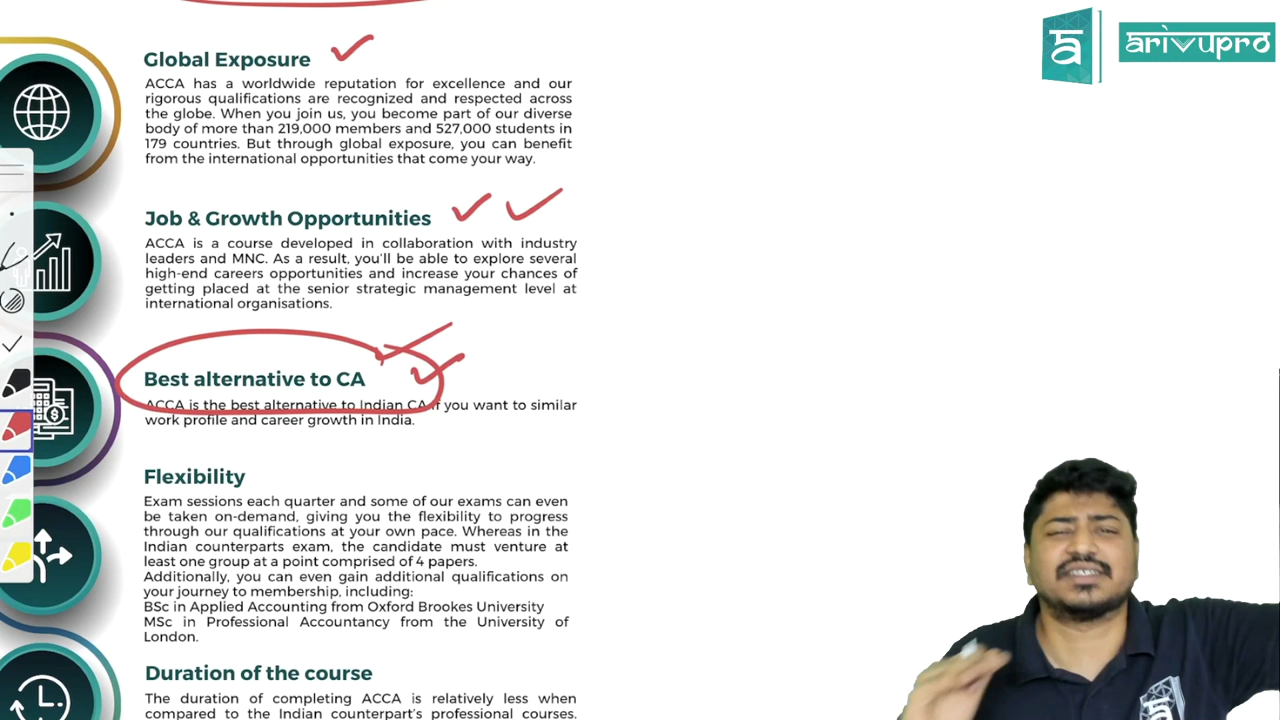 arivupro
Global Exposure
ACCA has a worldwide reputation for excellence and our
rigorous qualifications are recognized and respected across
the globe. When you join us, you become part of our diverse
body of more than 219,000 members and 527,000 students in
179 countries. But through global exposure, you can benefit
from the international opportunities that come your way.
Job & Growth Opportunities
ACCA is a course developed in collaboration with industry
leaders and MNC. As a result, you'll be able to explore several
high-end careers opportunities and increase your chances of
getting placed at the senior strategic management level at
international organisations.
Best alternative to CA
ACCA is the best alternative to Indian CA if you want to similar
work profile and career growth in India.
Flexibility
Exam sessions each quarter and some of our exams can even
be taken on-demand, giving you the flexibility to progress
through our qualifications at your own pace. Whereas in the
Indian counterparts exam, the candidate must venture at
least one group at a point comprised of 4 papers.
Additionally, you can even gain additional qualifications on
your journey to membership, including:
BSc in Applied Accounting from Oxford Brookes University
MSc in Professional Accountancy from the University of
London.
Duration of the course
The duration of completing ACCA is relatively less when
compared to the Indian counterpart's professional courses.